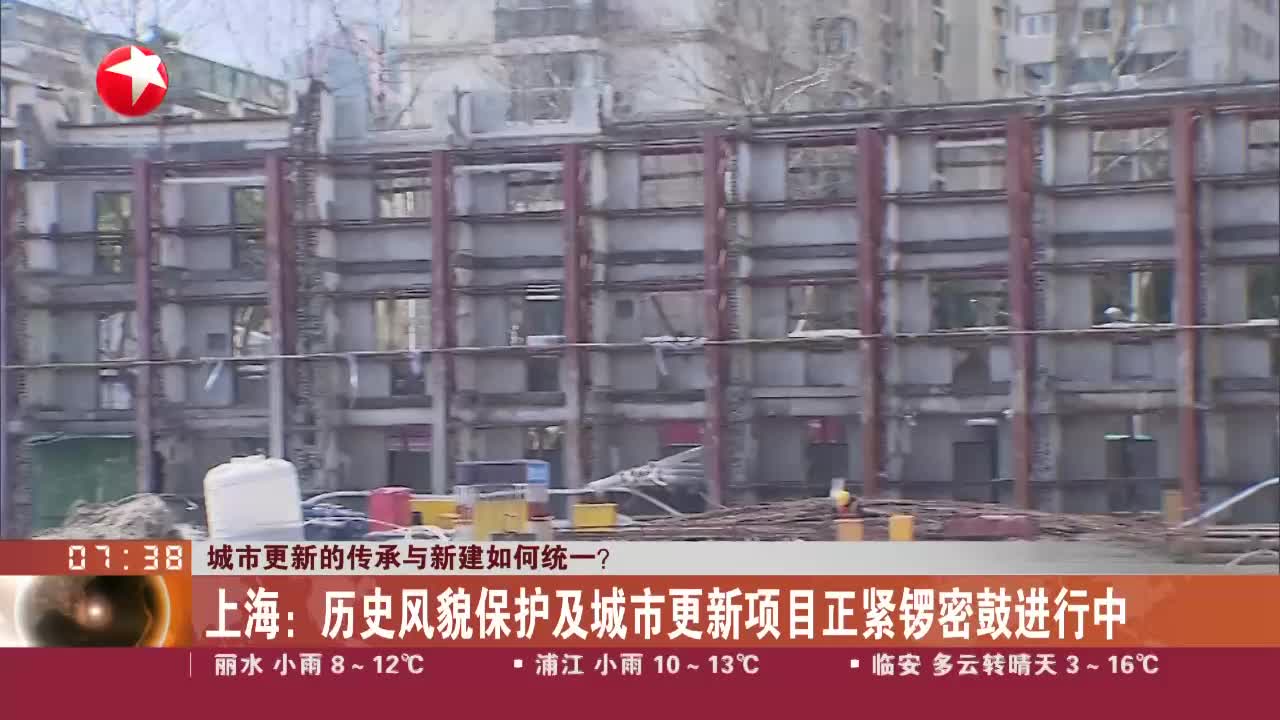 07:38
城市更新的传承与新建如何统一?
上海：历史风貌保护及城市更新项目正紧锣密鼓进行中
丽水 小雨 8~12℃ ▪ 浦江 小雨 10~13℃ ▪ 临安 多云转晴天 3~16℃